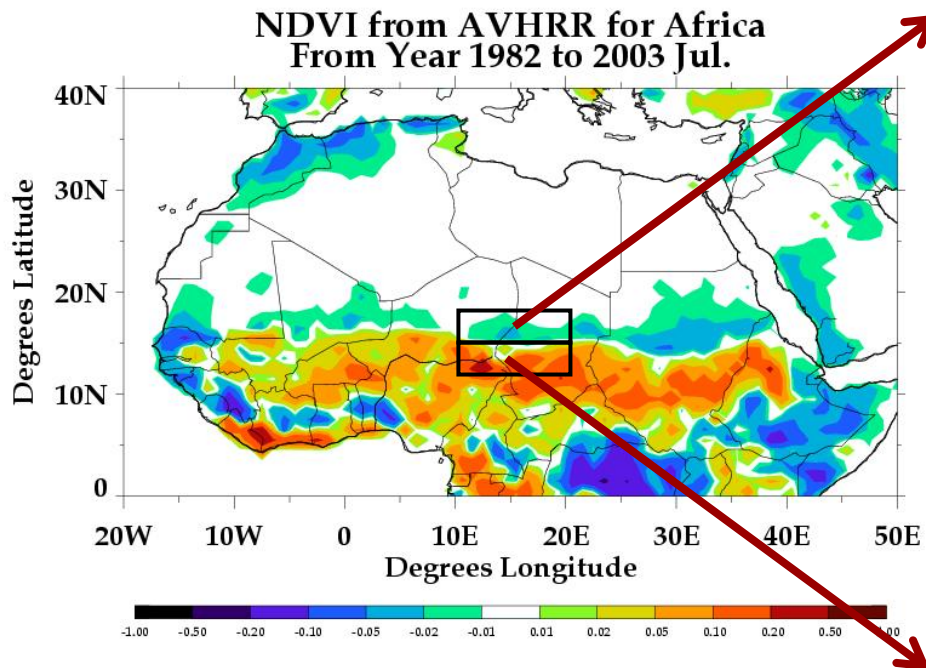 NDVI from AVHRR for Africa
From Year 1982 to 2003 Jul.
40N
30N
20N
10N
0
Degrees Latitude
20W 10W 0 10E 20E 30E 40E 50E
Degrees Longitude
-1.00 -0.50 -0.20 -0.10 -0.05 -0.02 -0.01 0.01 0.02 0.05 0.10 0.20 0.50